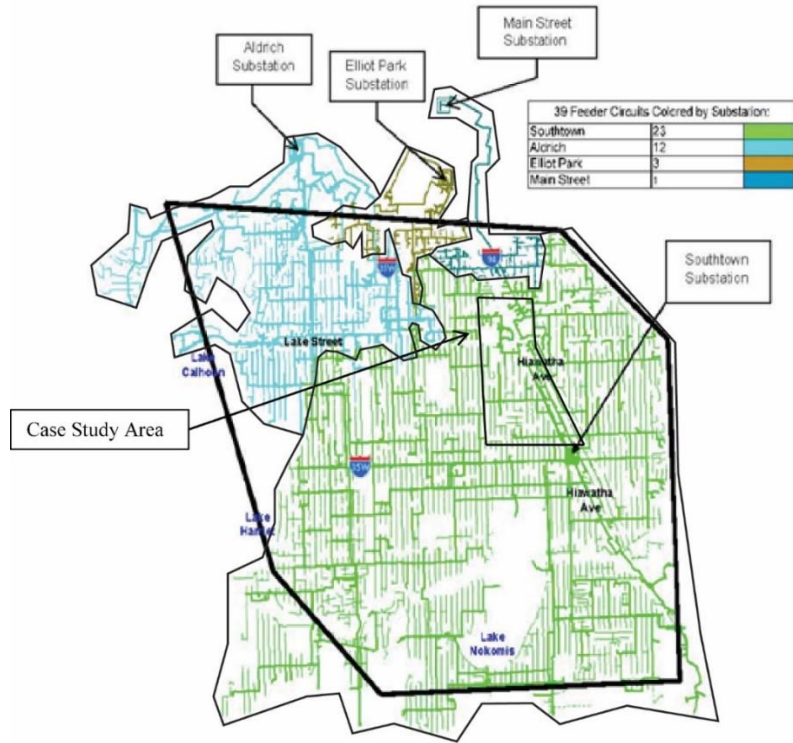 Main Street
Substation
Aldrich
Substation
Elliot Park
Substation
39 Feeder Circuits Colored by Substation:
Southtown 23
Aldrich 12
Elliot Park 3
Main Street 1
Southtown
Substation
Lake Street
Lake
Calhoun
Hiawatha
Ave
Case Study Area
35W
Hiawatha
Ave
Lake
Lake
Nokomis